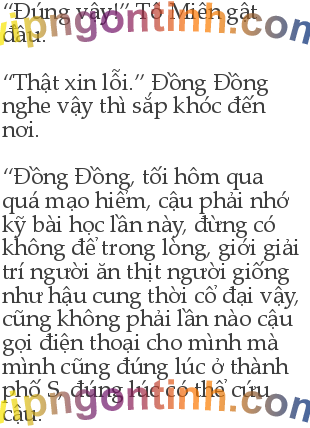 “Đúng vậy!” Tô Miên gật
đầu.
“Thật xin lỗi.” Đồng Đồng
nghe vậy thì sắp khóc đến
nơi.
“Đồng Đồng, tối hôm qua
quá mạo hiểm, cậu phải nhớ
kỹ bài học lần này, đừng có
không để trong lòng, giới giải
trí người ăn thịt người giống
như hậu cung thời cổ đại vậy,
cũng không phải lần nào cậu
gọi điện thoại cho mình mà
mình cũng đúng lúc ở thành
phố S, đúng lúc có thể cứu
cậu.
vipngontinh.com
vipngontinh.com